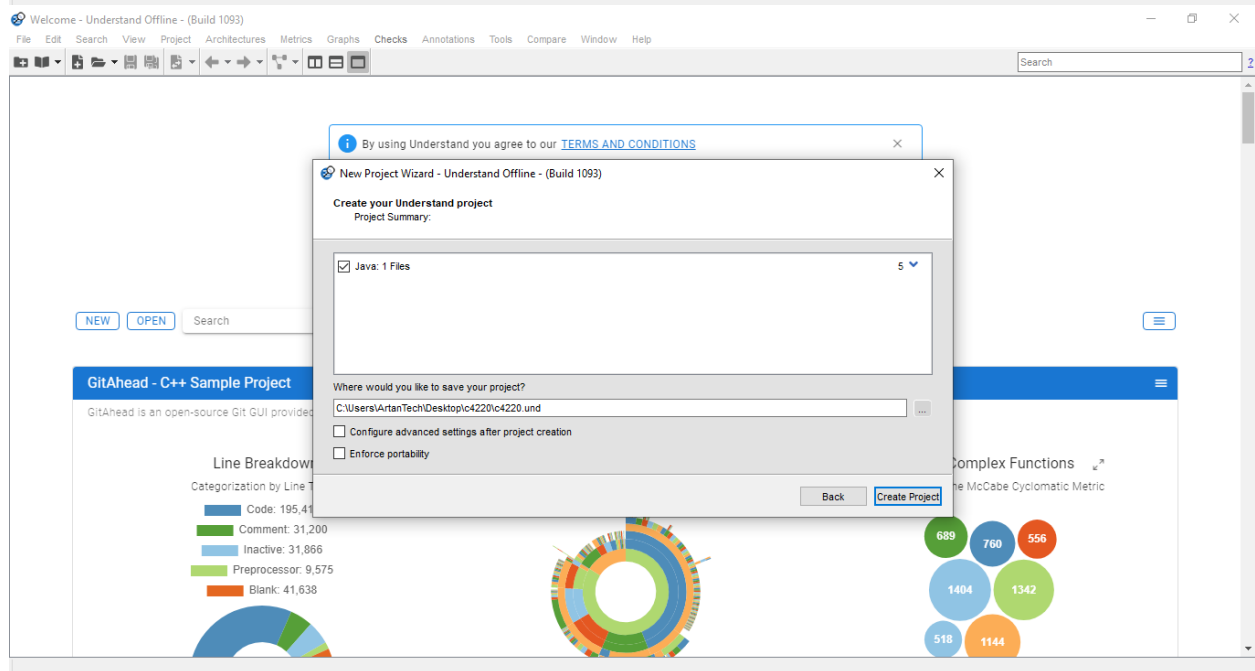 Welcome - Understand Offline - (Build 1093)
File Edit Search View Project Architectures Metrics Graphs Checks Annotations Tools Compare Window Help
Search
?
By using Understand you agree to our TERMS AND CONDITIONS
New Project Wizard - Understand Offline - (Build 1093)
Create your Understand project
Project Summary:
Java: 1 Files 5
NEW OPEN Search
Where would you like to save your project?
C:\Users\ArtanTech\Desktop\c4220\c4220.und
...
Configure advanced settings after project creation
Enforce portability
Back Create Project
GitAhead - C++ Sample Project
GitAhead is an open-source Git GUI provided
Line Breakdow
Categorization by Line
Code: 195,41
Comment: 31,200
Inactive: 31,866
Preprocessor: 9,575
Blank: 41,638
Complex Functions
McCabe Cyclomatic Metric
689 760 556
1404 1342
518 1144